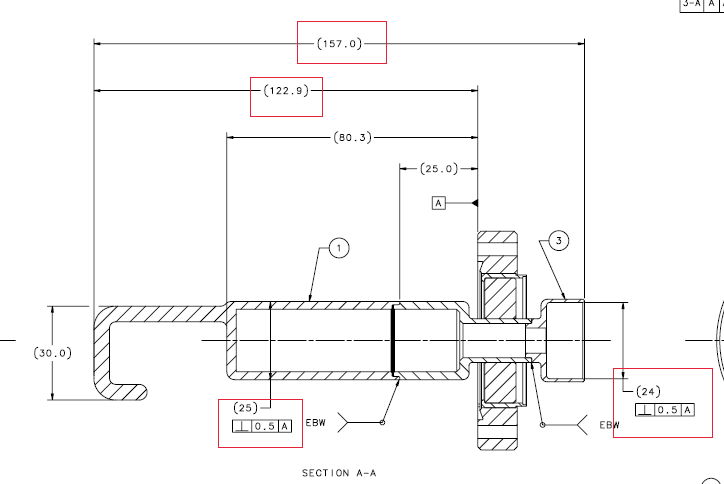 3-A A
(157.0)
(122.9)
(80.3)
(25.0)
A
1
3
(30.0)
(25)
⊥ 0.5 A
EBW
(24)
⊥ 0.5 A
EBW
SECTION A-A